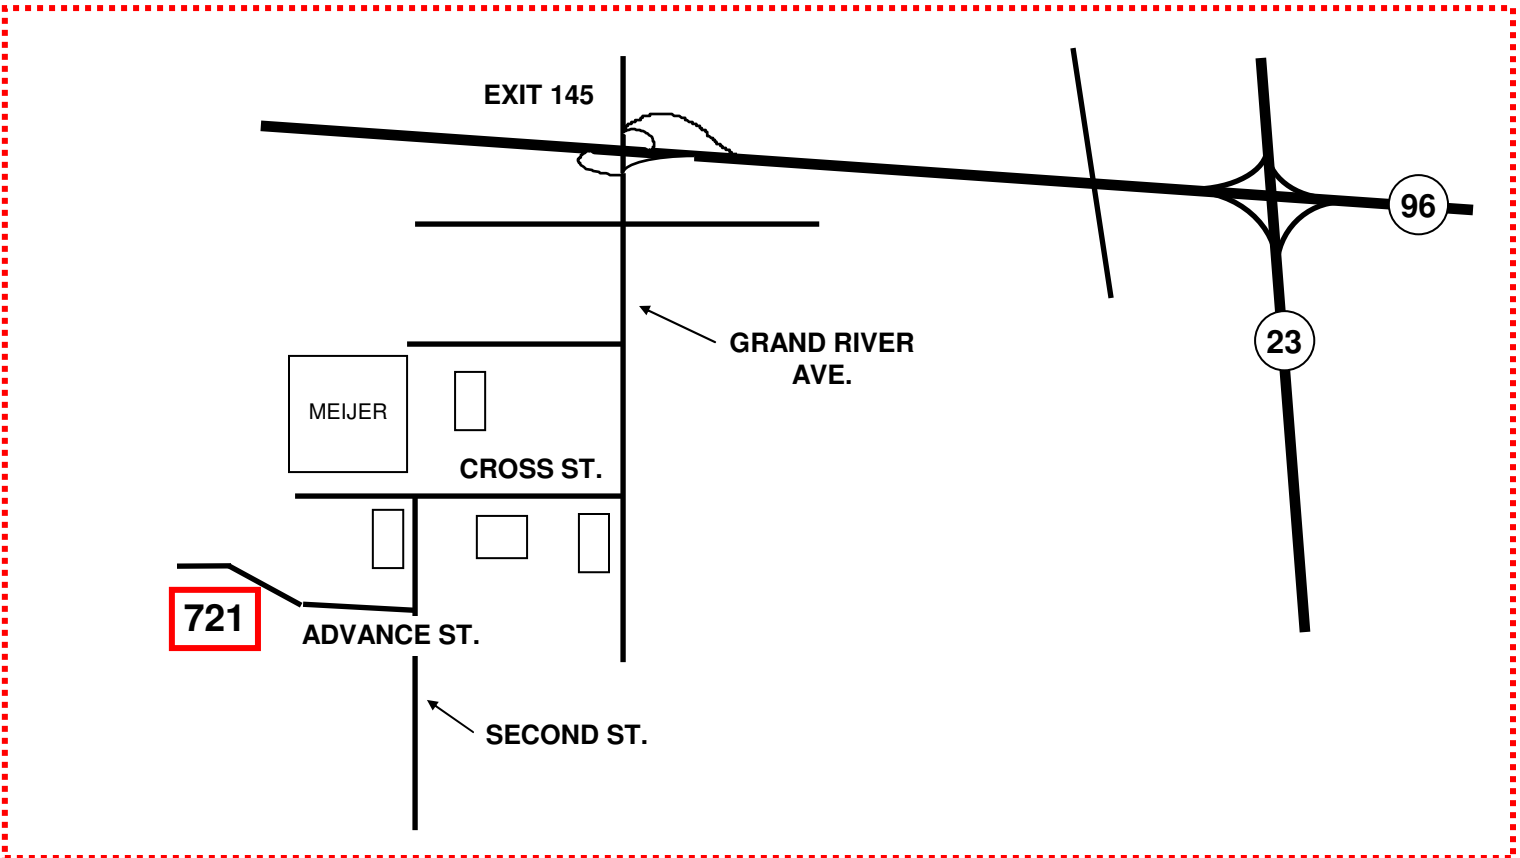 EXIT 145
96
23
GRAND RIVER
AVE.
MEIJER
CROSS ST.
721
ADVANCE ST.
SECOND ST.